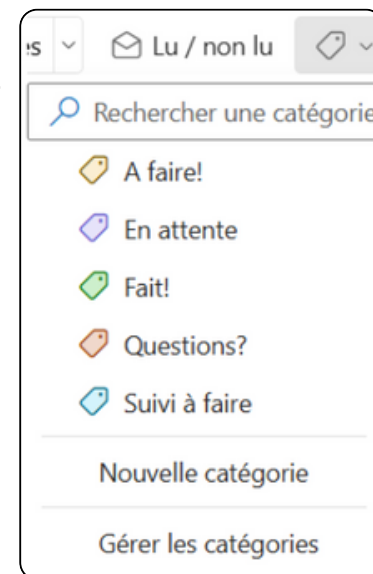 Lu / non lu
Rechercher une catégorie
A faire!
En attente
Fait!
Questions?
Suivi à faire
Nouvelle catégorie
Gérer les catégories